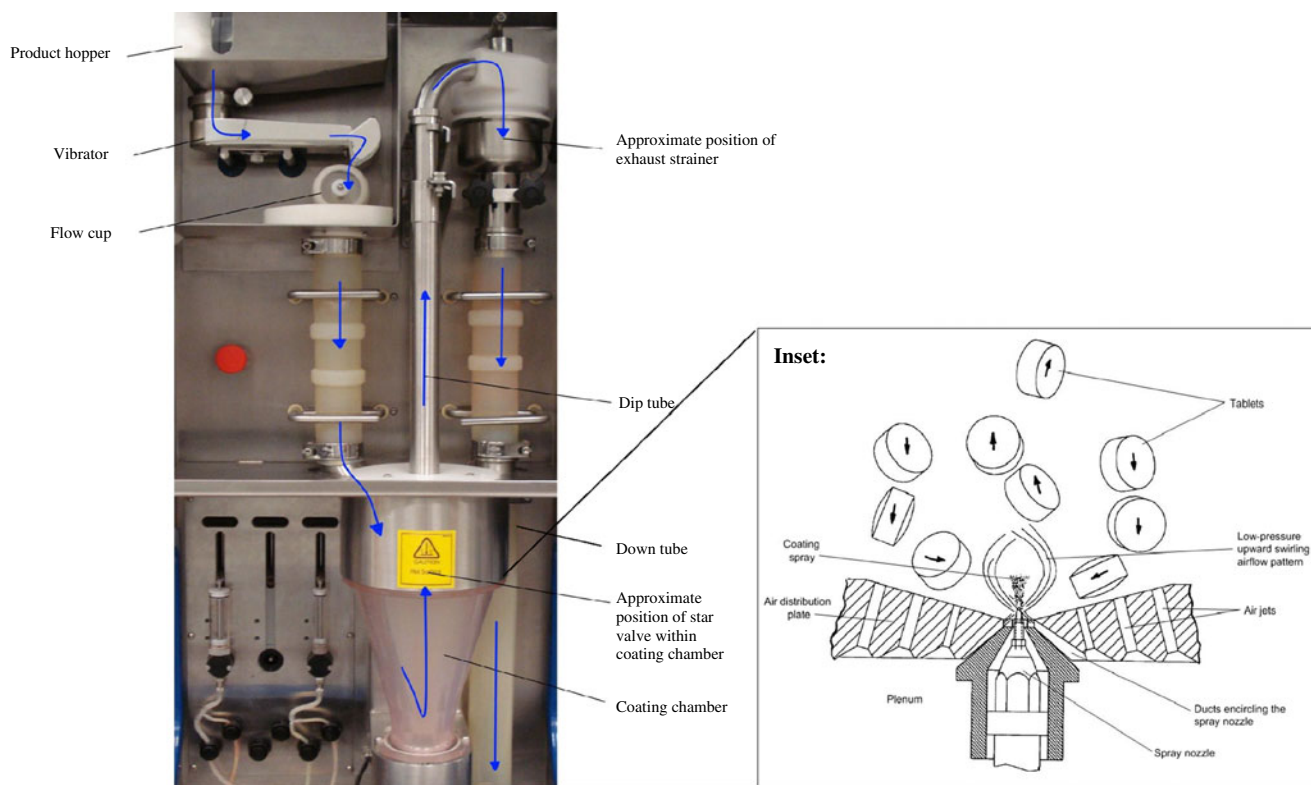 Product hopper
Vibrator
Flow cup
Approximate position of
exhaust strainer
Dip tube
Down tube
CAUTION
Approximate
position of star
valve within
coating chamber
Coating chamber
Inset:
Tablets
Coating
spray
Low-pressure
upward swirling
airflow pattern
Air distribution
plate
Air jets
Plenum
Ducts encircling the
spray nozzle
Spray nozzle